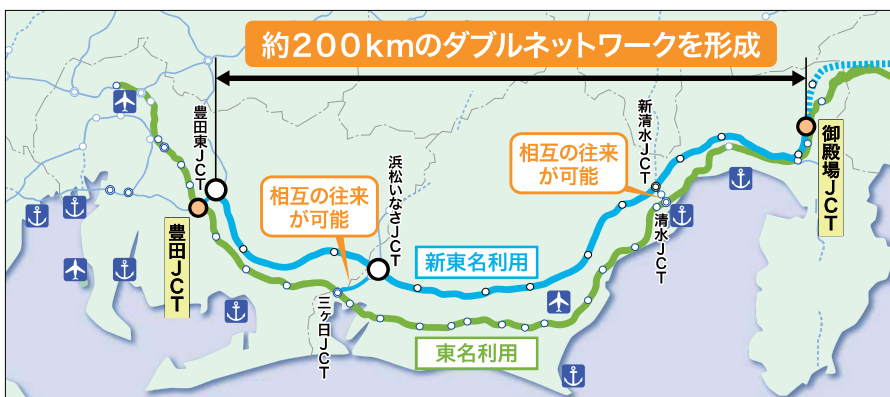 約200kmのダブルネットワークを形成
豊田東JCT
豊田JCT
相互の往来
が可能
浜松いなさJCT
三ヶ日JCT
新東名利用
東名利用
相互の往来
が可能
新清水JCT
清水JCT
御殿場JCT